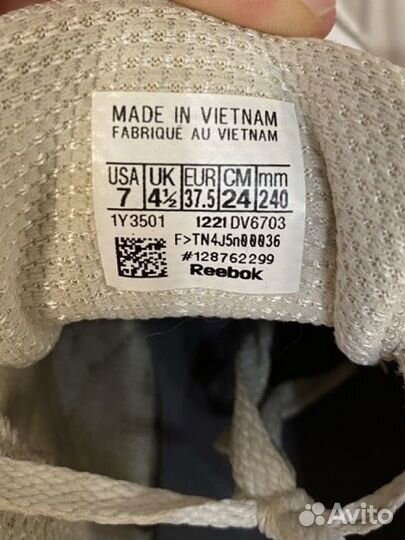 MADE IN VIETNAM
FABRIQUÉ AU VIETNAM
USA UK EUR CM mm
7 4½ 37.5 24 240
1Y3501 1221 DV6703
F>TN4J5n00036
#128762299
Reebok
Avito